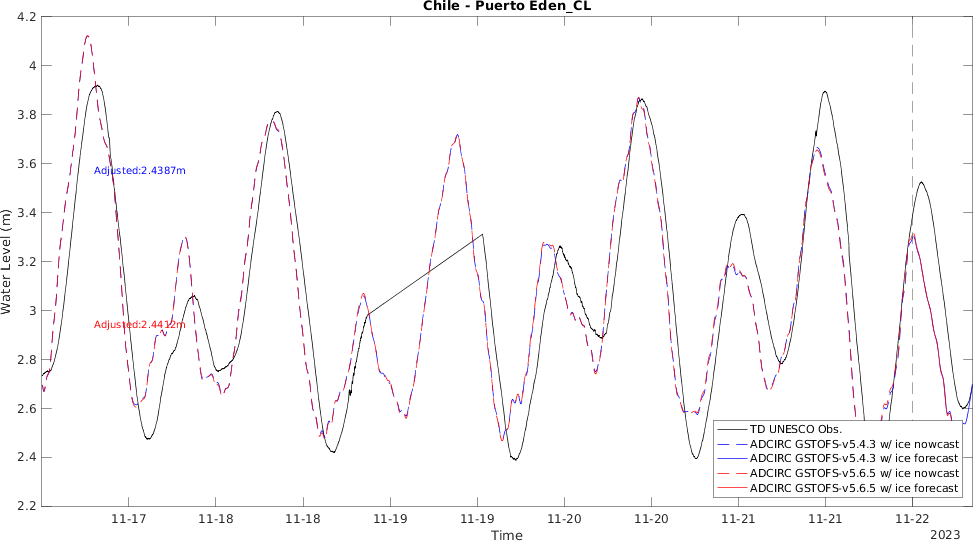 Chile - Puerto Eden_CL
4.2
4
3.8
3.6
3.4
3.2
3
2.8
2.6
2.4
2.2
Water Level (m)
Adjusted:2.4387m
Adjusted:2.4412m
TD UNESCO Obs.
ADCIRC GSTOFS-v5.4.3 w/ ice nowcast
ADCIRC GSTOFS-v5.4.3 w/ ice forecast
ADCIRC GSTOFS-v5.6.5 w/ ice nowcast
ADCIRC GSTOFS-v5.6.5 w/ ice forecast
11-17 11-18 11-18 11-19 11-19 11-20 11-20 11-21 11-21 11-22
Time
2023